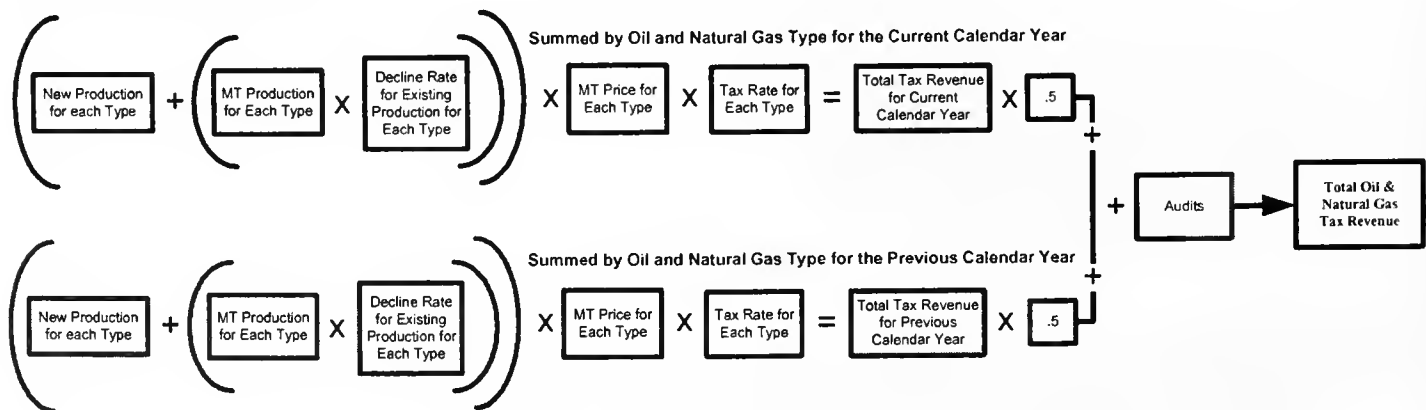 Summed by Oil and Natural Gas Type for the Current Calendar Year
New Production
for each Type
+
MT Production
for Each Type
X
Decline Rate
for Existing
Production for
Each Type
X
MT Price for
Each Type
X
Tax Rate for
Each Type
=
Total Tax Revenue
for Current
Calendar Year
X
.5
+
+
Audits
Total Oil &
Natural Gas
Tax Revenue
+
Summed by Oil and Natural Gas Type for the Previous Calendar Year
New Production
for each Type
+
MT Production
for Each Type
X
Decline Rate
for Existing
Production for
Each Type
X
MT Price for
Each Type
X
Tax Rate for
Each Type
=
Total Tax Revenue
for Previous
Calendar Year
X
.5